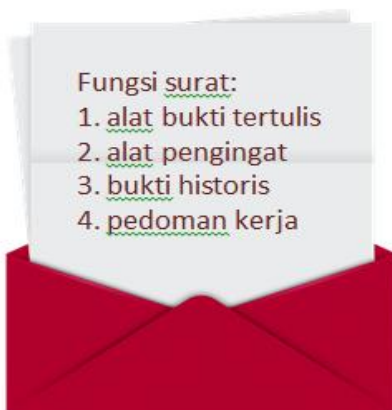 Fungsi surat:
1. alat bukti tertulis
2. alat pengingat
3. bukti historis
4. pedoman kerja